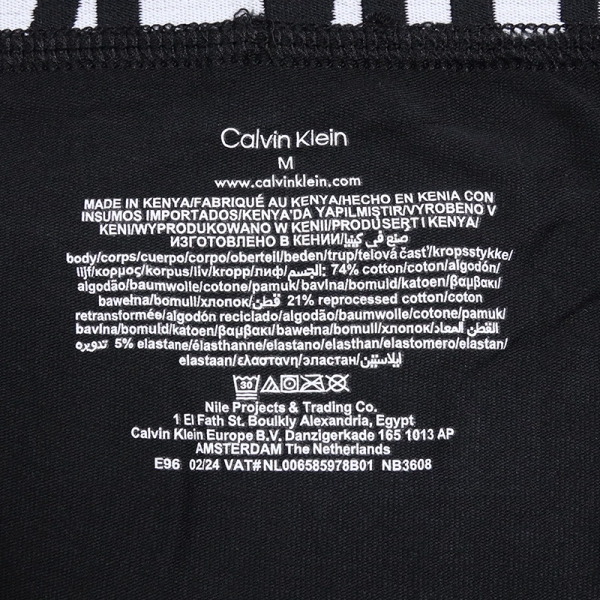 Calvin Klein
M
www.calvinklein.com
MADE IN KENYA/FABRIQUÉ AU KENYA/HECHO EN KENIA CON
INSUMOS IMPORTADOS/KENYA'DA YAPILMIŞTIR/VYROBENO V
KENI/WYPRODUKOWANO W KENII/PRODUSERT I KENYA/
ИЗГОТОВЛЕНО В КЕНИИ/صنع في كينيا
body/corps/cuerpo/corpo/oberteil/beden/trup/telová časť/kropsstykke/
lijf/κορμος/korpus/liv/kropp/лиф/الجسم: 74% cotton/coton/algodón/
algodão/baumwolle/cotone/pamuk/bavlna/bomuld/katoen/βαμβακι/
bawełna/bomull/хлопок/قطن 21% reprocessed cotton/coton
retransformée/algodón reciclado/algodão/baumwolle/cotone/pamuk/
bavlna/bomuld/katoen/βαμβακι/bawełna/bomull/хлопок/القطن المعاد
تدويره 5% elastane/élasthanne/elastano/elasthan/elastomero/elastan/
elastaan/ελαστανη/эластан/ايلاستين
30
Nile Projects & Trading Co.
1 El Fath St. Boulkly Alexandria, Egypt
Calvin Klein Europe B.V. Danzigerkade 165 1013 AP
AMSTERDAM The Netherlands
E96 02/24 VAT#NL006585978B01 NB3608